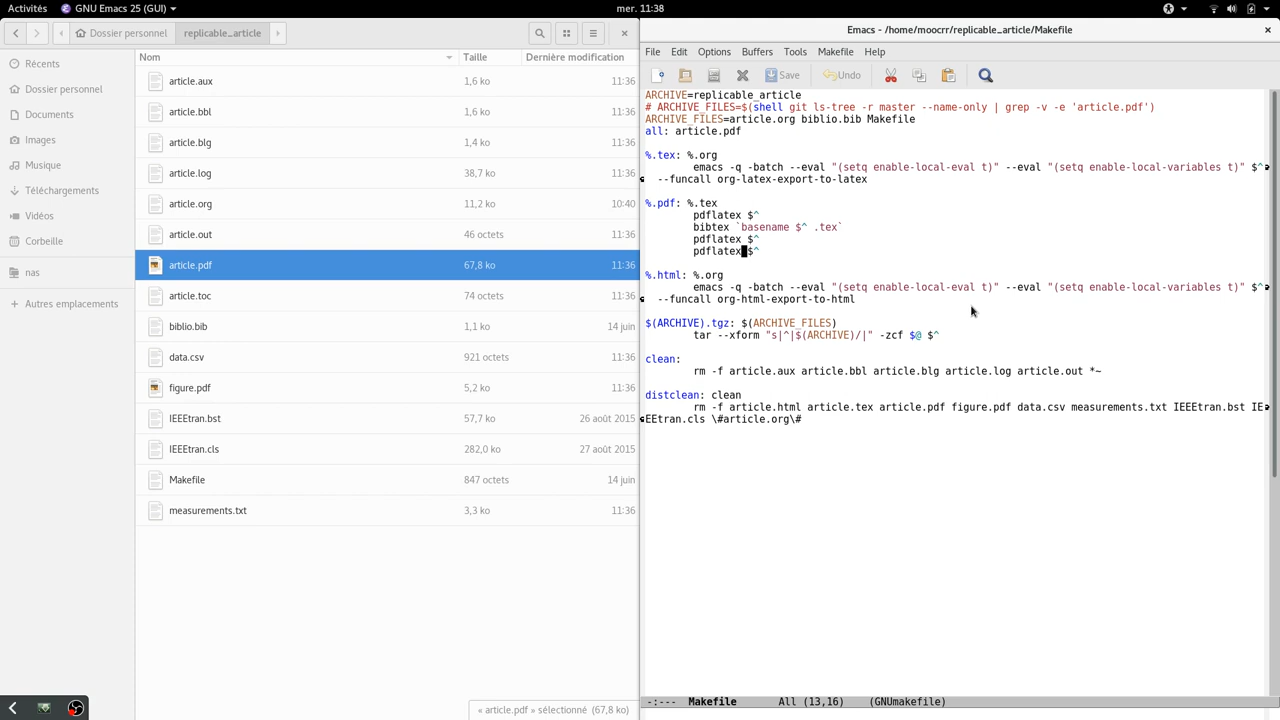 Activités
GNU Emacs 25 (GUI)
mer. 11:38
Dossier personnel
replicable_article
Emacs - /home/moocrr/replicable_article/Makefile
File Edit Options Buffers Tools Makefile Help
Save
Undo
Récents
Dossier personnel
Documents
Images
Musique
Téléchargements
Vidéos
Corbeille
nas
Autres emplacements
Nom Taille Dernière modification
article.aux 1,6 ko 11:36
article.bbl 1,2 ko 11:36
article.blg 1,4 ko 11:36
article.log 38,7 ko 11:36
article.org 11,2 ko 10:40
article.out 46 octets 11:36
article.pdf 67,8 ko 11:36
article.toc 74 octets 11:36
biblio.bib 1,1 ko 14 juin
data.csv 921 octets 11:36
figure.pdf 5,2 ko 11:36
IEEEtran.bst 57,7 ko 26 août 2015
IEEEtran.cls 282,0 ko 27 août 2015
Makefile 847 octets 14 juin
measurements.txt 3,3 ko 11:36
« article.pdf » sélectionné (67,8 ko)
ARCHIVE=replicable_article
# ARCHIVE_FILES=$(shell git ls-tree -r master --name-only | grep -v -e 'article.pdf')
ARCHIVE_FILES=article.org biblio.bib Makefile
all: article.pdf
%.tex: %.org
emacs -q -batch --eval "(setq enable-local-eval t)" --eval "(setq enable-local-variables t)" $^
--funcall org-latex-export-to-latex
%.pdf: %.tex
pdflatex $^
bibtex `basename $^ .tex`
pdflatex $^
pdflatex $^
%.html: %.org
emacs -q -batch --eval "(setq enable-local-eval t)" --eval "(setq enable-local-variables t)" $^
--funcall org-html-export-to-html
$(ARCHIVE).tgz: $(ARCHIVE_FILES)
tar --xform "s|^|$(ARCHIVE)/|" -zcf $@ $^
clean:
rm -f article.aux article.bbl article.blg article.log article.out *~
distclean: clean
rm -f article.html article.tex article.pdf figure.pdf data.csv measurements.txt IEEEtran.bst IE
EEtran.cls \#article.org\#
-:--- Makefile All (13,16) (GNUmakefile)